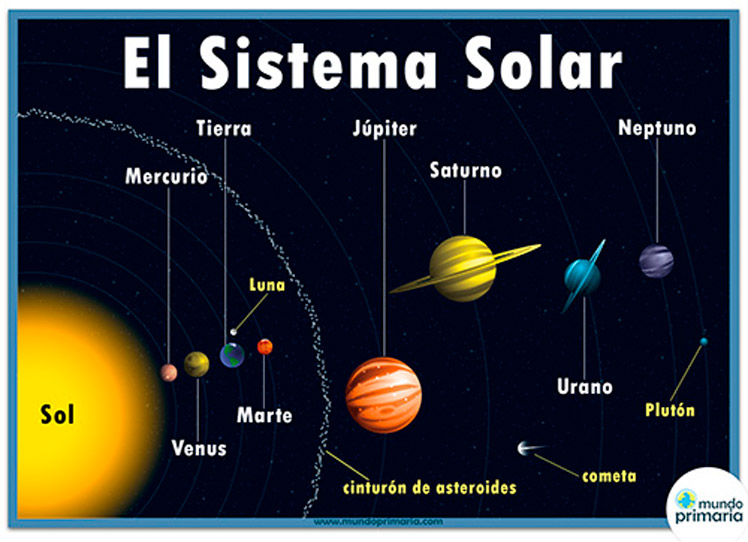 El Sistema Solar
Tierra
Júpiter
Neptuno
Mercurio
Saturno
Luna
Sol
Marte
Urano
Plutón
Venus
cinturón de asteroides
cometa
www.mundoprimaria.com
mundo
primaria